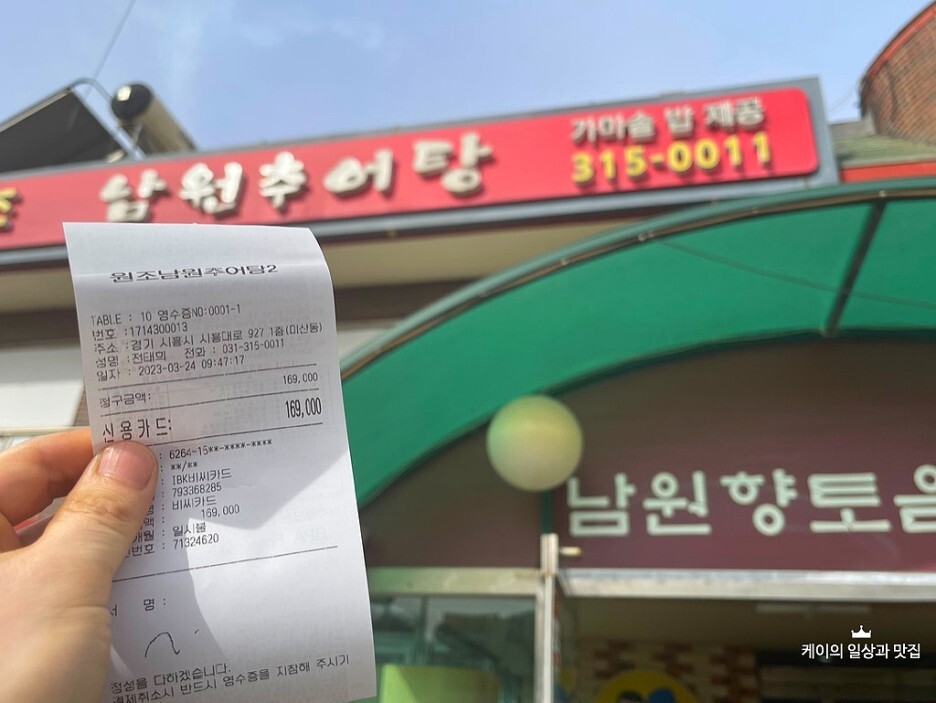 남원추어탕
가마솥 밥 제공
315-0011
원조남원추어탕2
TABLE : 10 영수증NO:0001-1
번호 :1714300013
주소 :경기 시흥시 시흥대로 927 1층(미산동)
성명 :전태희 전화 : 031-315-0011
일자 : 2023-03-24 09:47:17
169,000
청구금액:
신용카드: 169,000
: 6264-15**-****-****
: **/**
: IBK비씨카드
: 793368285
: 비씨카드
: 169,000
: 일시불
번호 : 71324620
서 명 :
정성을 다하겠습니다.
결제취소시 반드시 영수증을 지참해 주시기
남원향토음
케이의 일상과 맛집